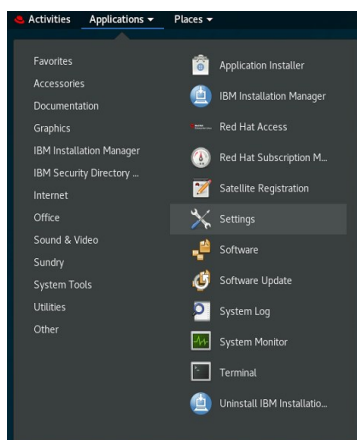 Activities Applications Places
Favorites
Accessories
Documentation
Graphics
IBM Installation Manager
IBM Security Directory ...
Internet
Office
Sound & Video
Sundry
System Tools
Utilities
Other
Application Installer
IBM Installation Manager
Red Hat Access
Red Hat Subscription M...
Satellite Registration
Settings
Software
Software Update
System Log
System Monitor
Terminal
Uninstall IBM Installatio...